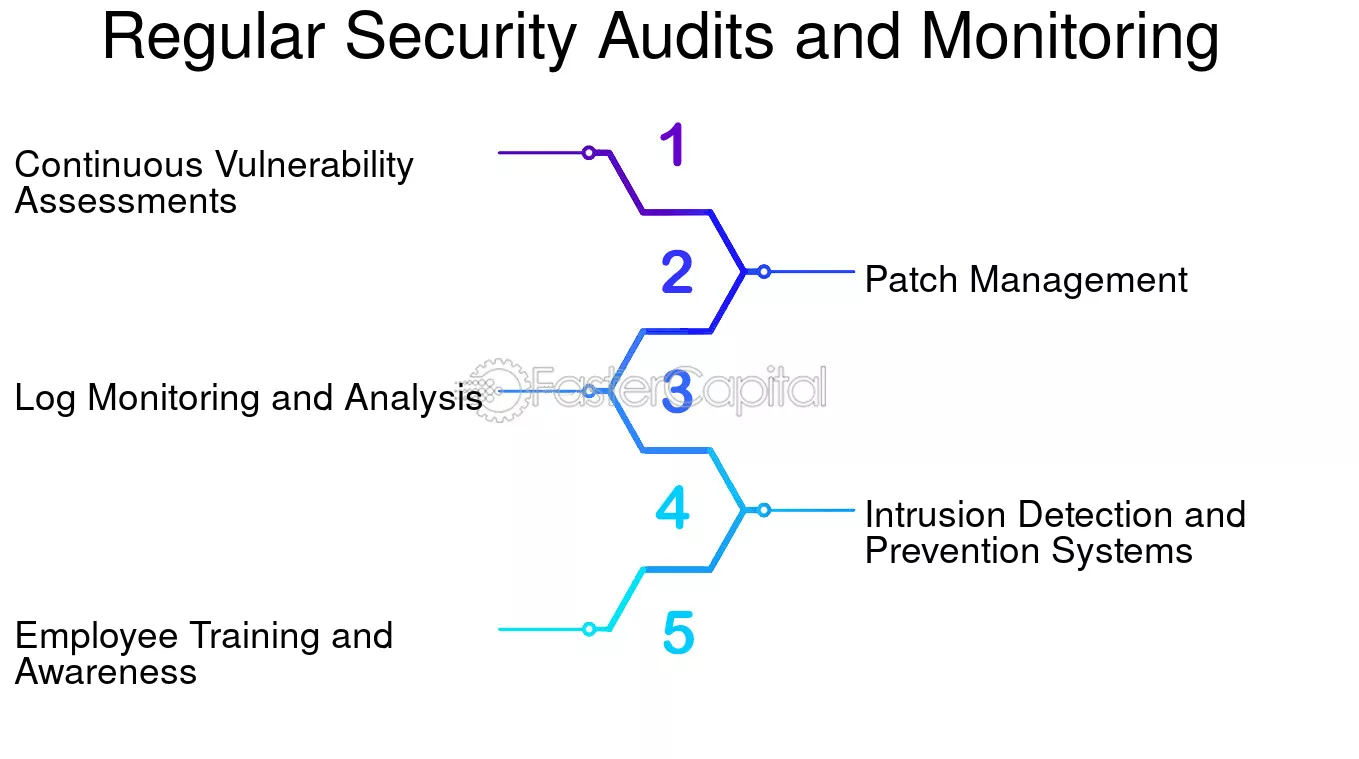 Regular Security Audits and Monitoring
1
Continuous Vulnerability
Assessments
2
Patch Management
3
Log Monitoring and Analysis
FasterCapital
4
Intrusion Detection and
Prevention Systems
5
Employee Training and
Awareness